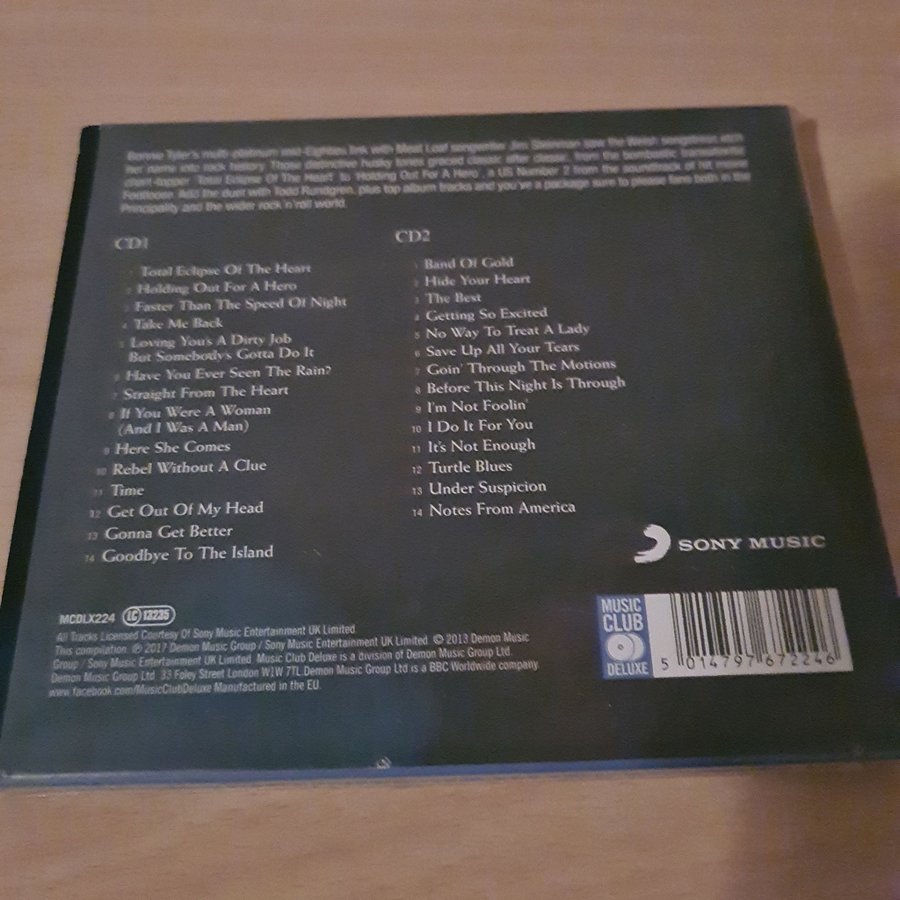 Bonnie Tyler's multi-platinum mid-Eighties link with Meat Loaf songwriter Jim Steinman saw the Welsh songstress etch
her name into rock history. Those distinctive husky tones graced classic after classic, from the bombastic transatlantic
chart-topper 'Total Eclipse Of The Heart' to 'Holding Out For A Hero', a US Number 2 from the soundtrack of hit movie
Footloose. Add the duet with Todd Rundgren, plus top album tracks and you've a package sure to please fans both in the
Principality and the wider rock'n'roll world.
CD1
1 Total Eclipse Of The Heart
2 Holding Out For A Hero
3 Faster Than The Speed Of Night
4 Take Me Back
5 Loving You's A Dirty Job
But Somebody's Gotta Do It
6 Have You Ever Seen The Rain?
7 Straight From The Heart
8 If You Were A Woman
(And I Was A Man)
9 Here She Comes
10 Rebel Without A Clue
11 Time
12 Get Out Of My Head
13 Gonna Get Better
14 Goodbye To The Island
CD2
1 Band Of Gold
2 Hide Your Heart
3 The Best
4 Getting So Excited
5 No Way To Treat A Lady
6 Save Up All Your Tears
7 Goin' Through The Motions
8 Before This Night Is Through
9 I'm Not Foolin'
10 I Do It For You
11 It's Not Enough
12 Turtle Blues
13 Under Suspicion
14 Notes From America
SONY MUSIC
MCDLX224 LC 13235
All Tracks Licensed Courtesy Of Sony Music Entertainment UK Limited
This compilation ℗ 2017 Demon Music Group / Sony Music Entertainment UK Limited © 2013 Demon Music
Group / Sony Music Entertainment UK Limited. Music Club Deluxe is a division of Demon Music Group Ltd.
Demon Music Group Ltd. 33 Foley Street London W1W 7TL.Demon Music Group Ltd is a BBC Worldwide company.
www.facebook.com/MusicClubDeluxe Manufactured in the EU.
MUSIC
CLUB
DELUXE
5 014797 672246